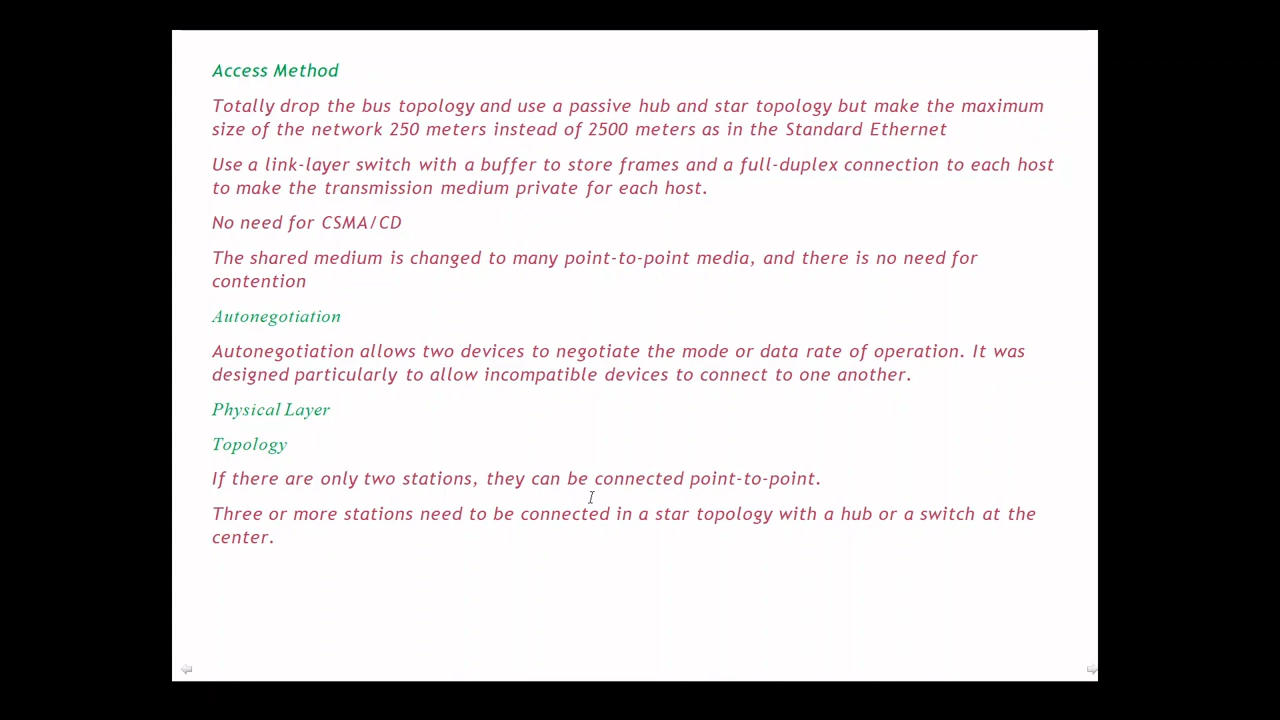 Access Method
Totally drop the bus topology and use a passive hub and star topology but make the maximum
size of the network 250 meters instead of 2500 meters as in the Standard Ethernet
Use a link-layer switch with a buffer to store frames and a full-duplex connection to each host
to make the transmission medium private for each host.
No need for CSMA/CD
The shared medium is changed to many point-to-point media, and there is no need for
contention
Autonegotiation
Autonegotiation allows two devices to negotiate the mode or data rate of operation. It was
designed particularly to allow incompatible devices to connect to one another.
Physical Layer
Topology
If there are only two stations, they can be connected point-to-point.
Three or more stations need to be connected in a star topology with a hub or a switch at the
center.